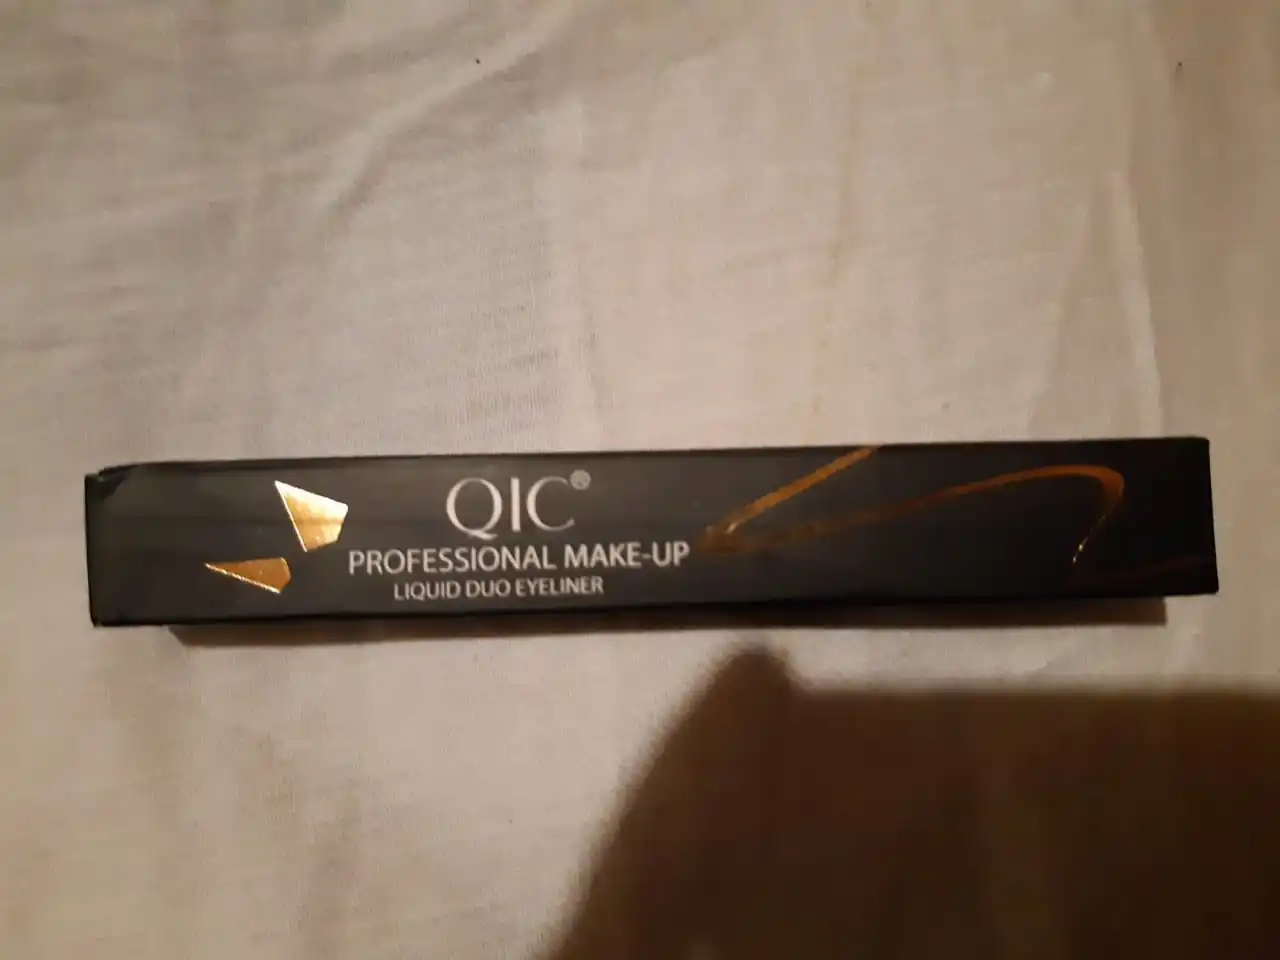 QIC®
PROFESSIONAL MAKE-UP
LIQUID DUO EYELINER